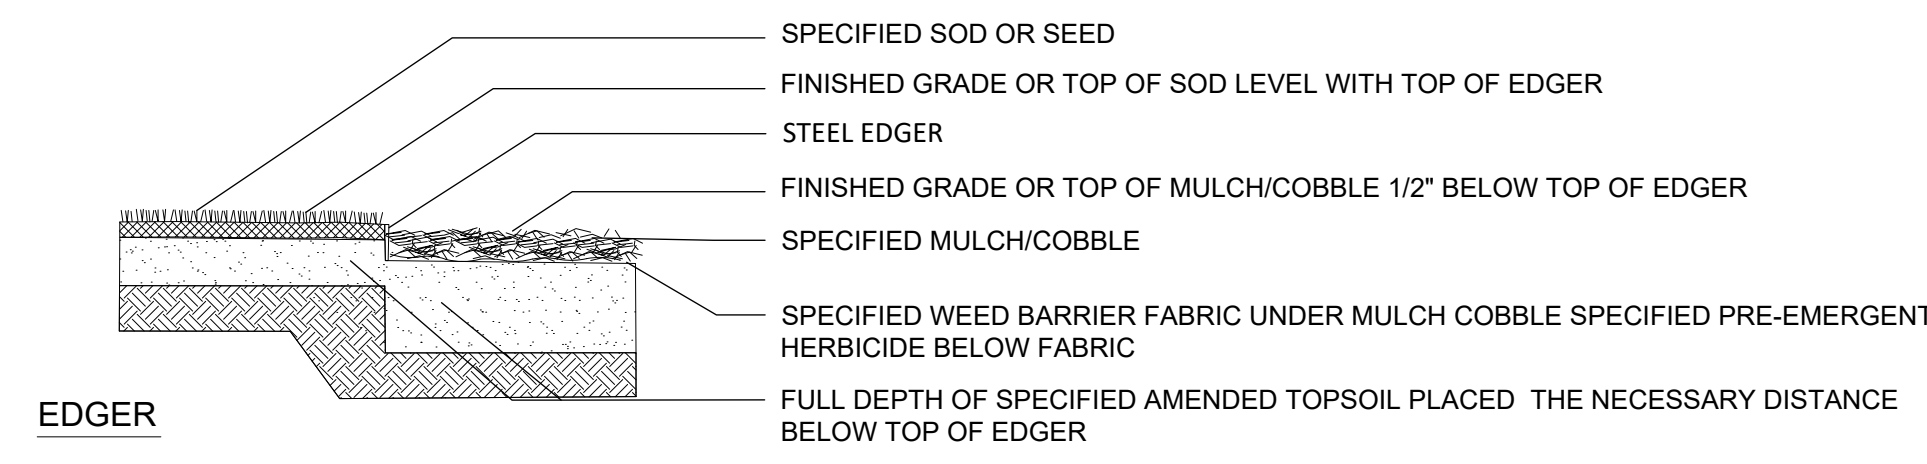 SPECIFIED SOD OR SEED
FINISHED GRADE OR TOP OF SOD LEVEL WITH TOP OF EDGER
STEEL EDGER
FINISHED GRADE OR TOP OF MULCH/COBBLE 1/2" BELOW TOP OF EDGER
SPECIFIED MULCH/COBBLE
SPECIFIED WEED BARRIER FABRIC UNDER MULCH COBBLE SPECIFIED PRE-EMERGENT
HERBICIDE BELOW FABRIC
FULL DEPTH OF SPECIFIED AMENDED TOPSOIL PLACED THE NECESSARY DISTANCE
BELOW TOP OF EDGER
EDGER